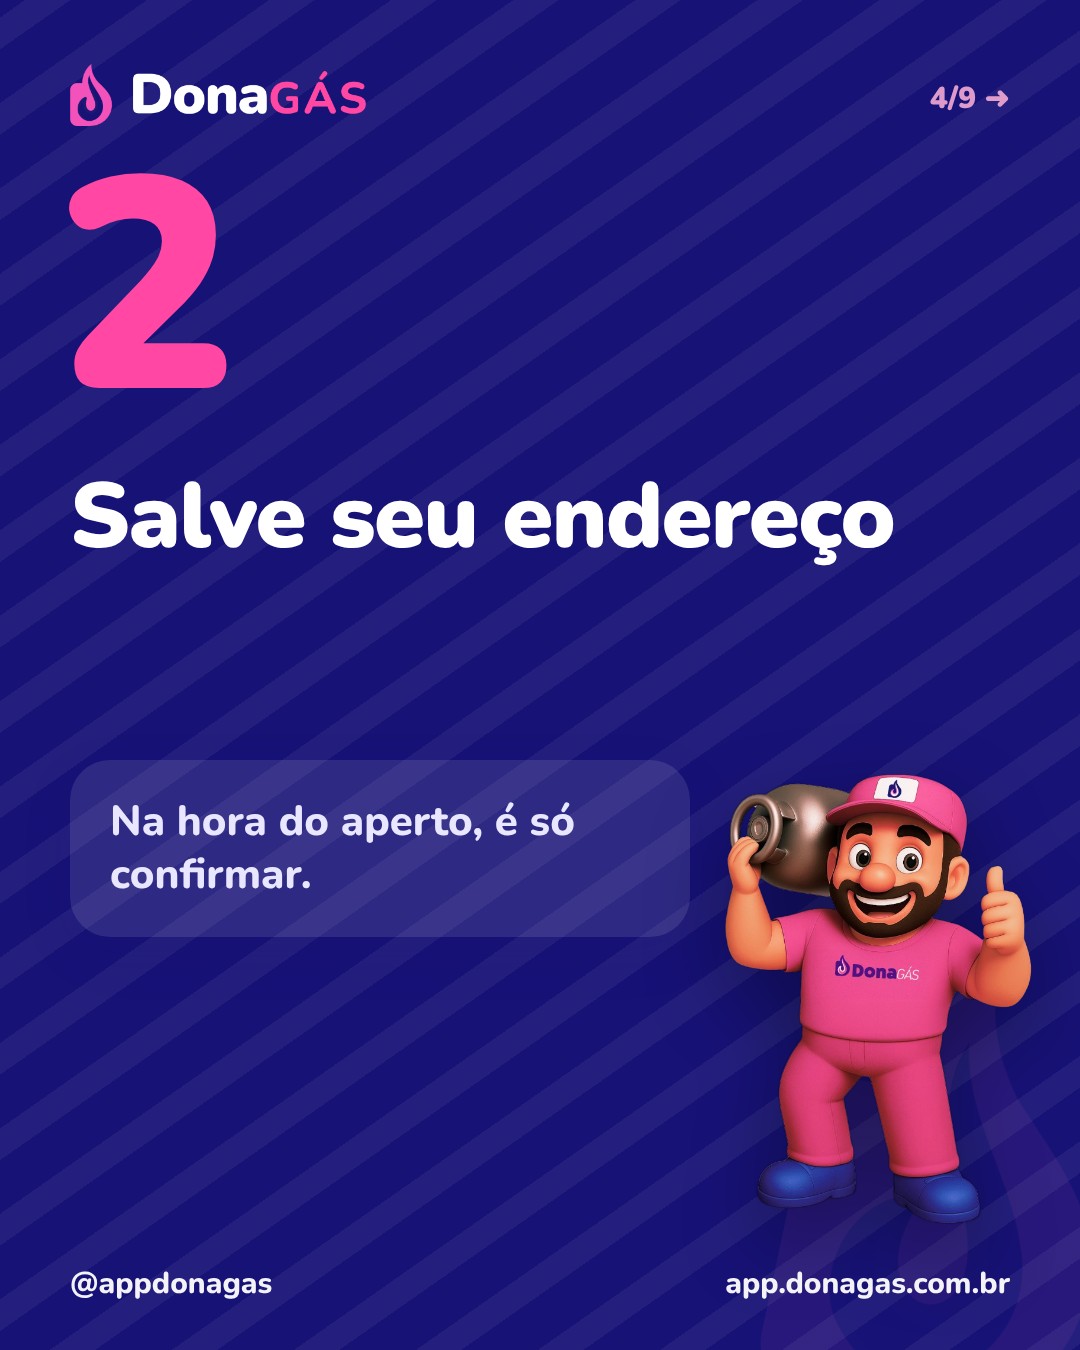 DonaGÁS
4/9 →
2
Salve seu endereço
Na hora do aperto, é só
confirmar.
DonaGÁS
@appdonagas
app.donagas.com.br